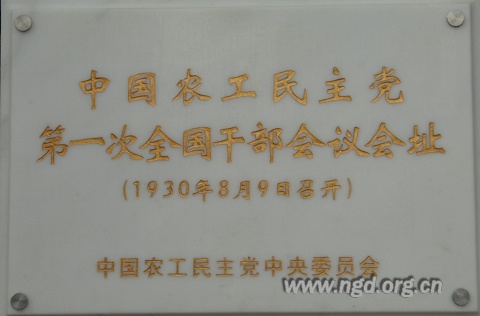 中国农工民主党
第一次全国干部会议会址
(1930年8月9日召开)
中国农工民主党中央委员会
www.ngd.org.cn